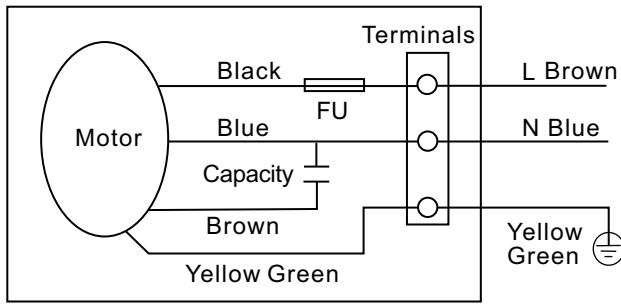 Terminals
Black
L Brown
FU
Motor
Blue
N Blue
Capacity
Brown
Yellow
Green
Yellow Green